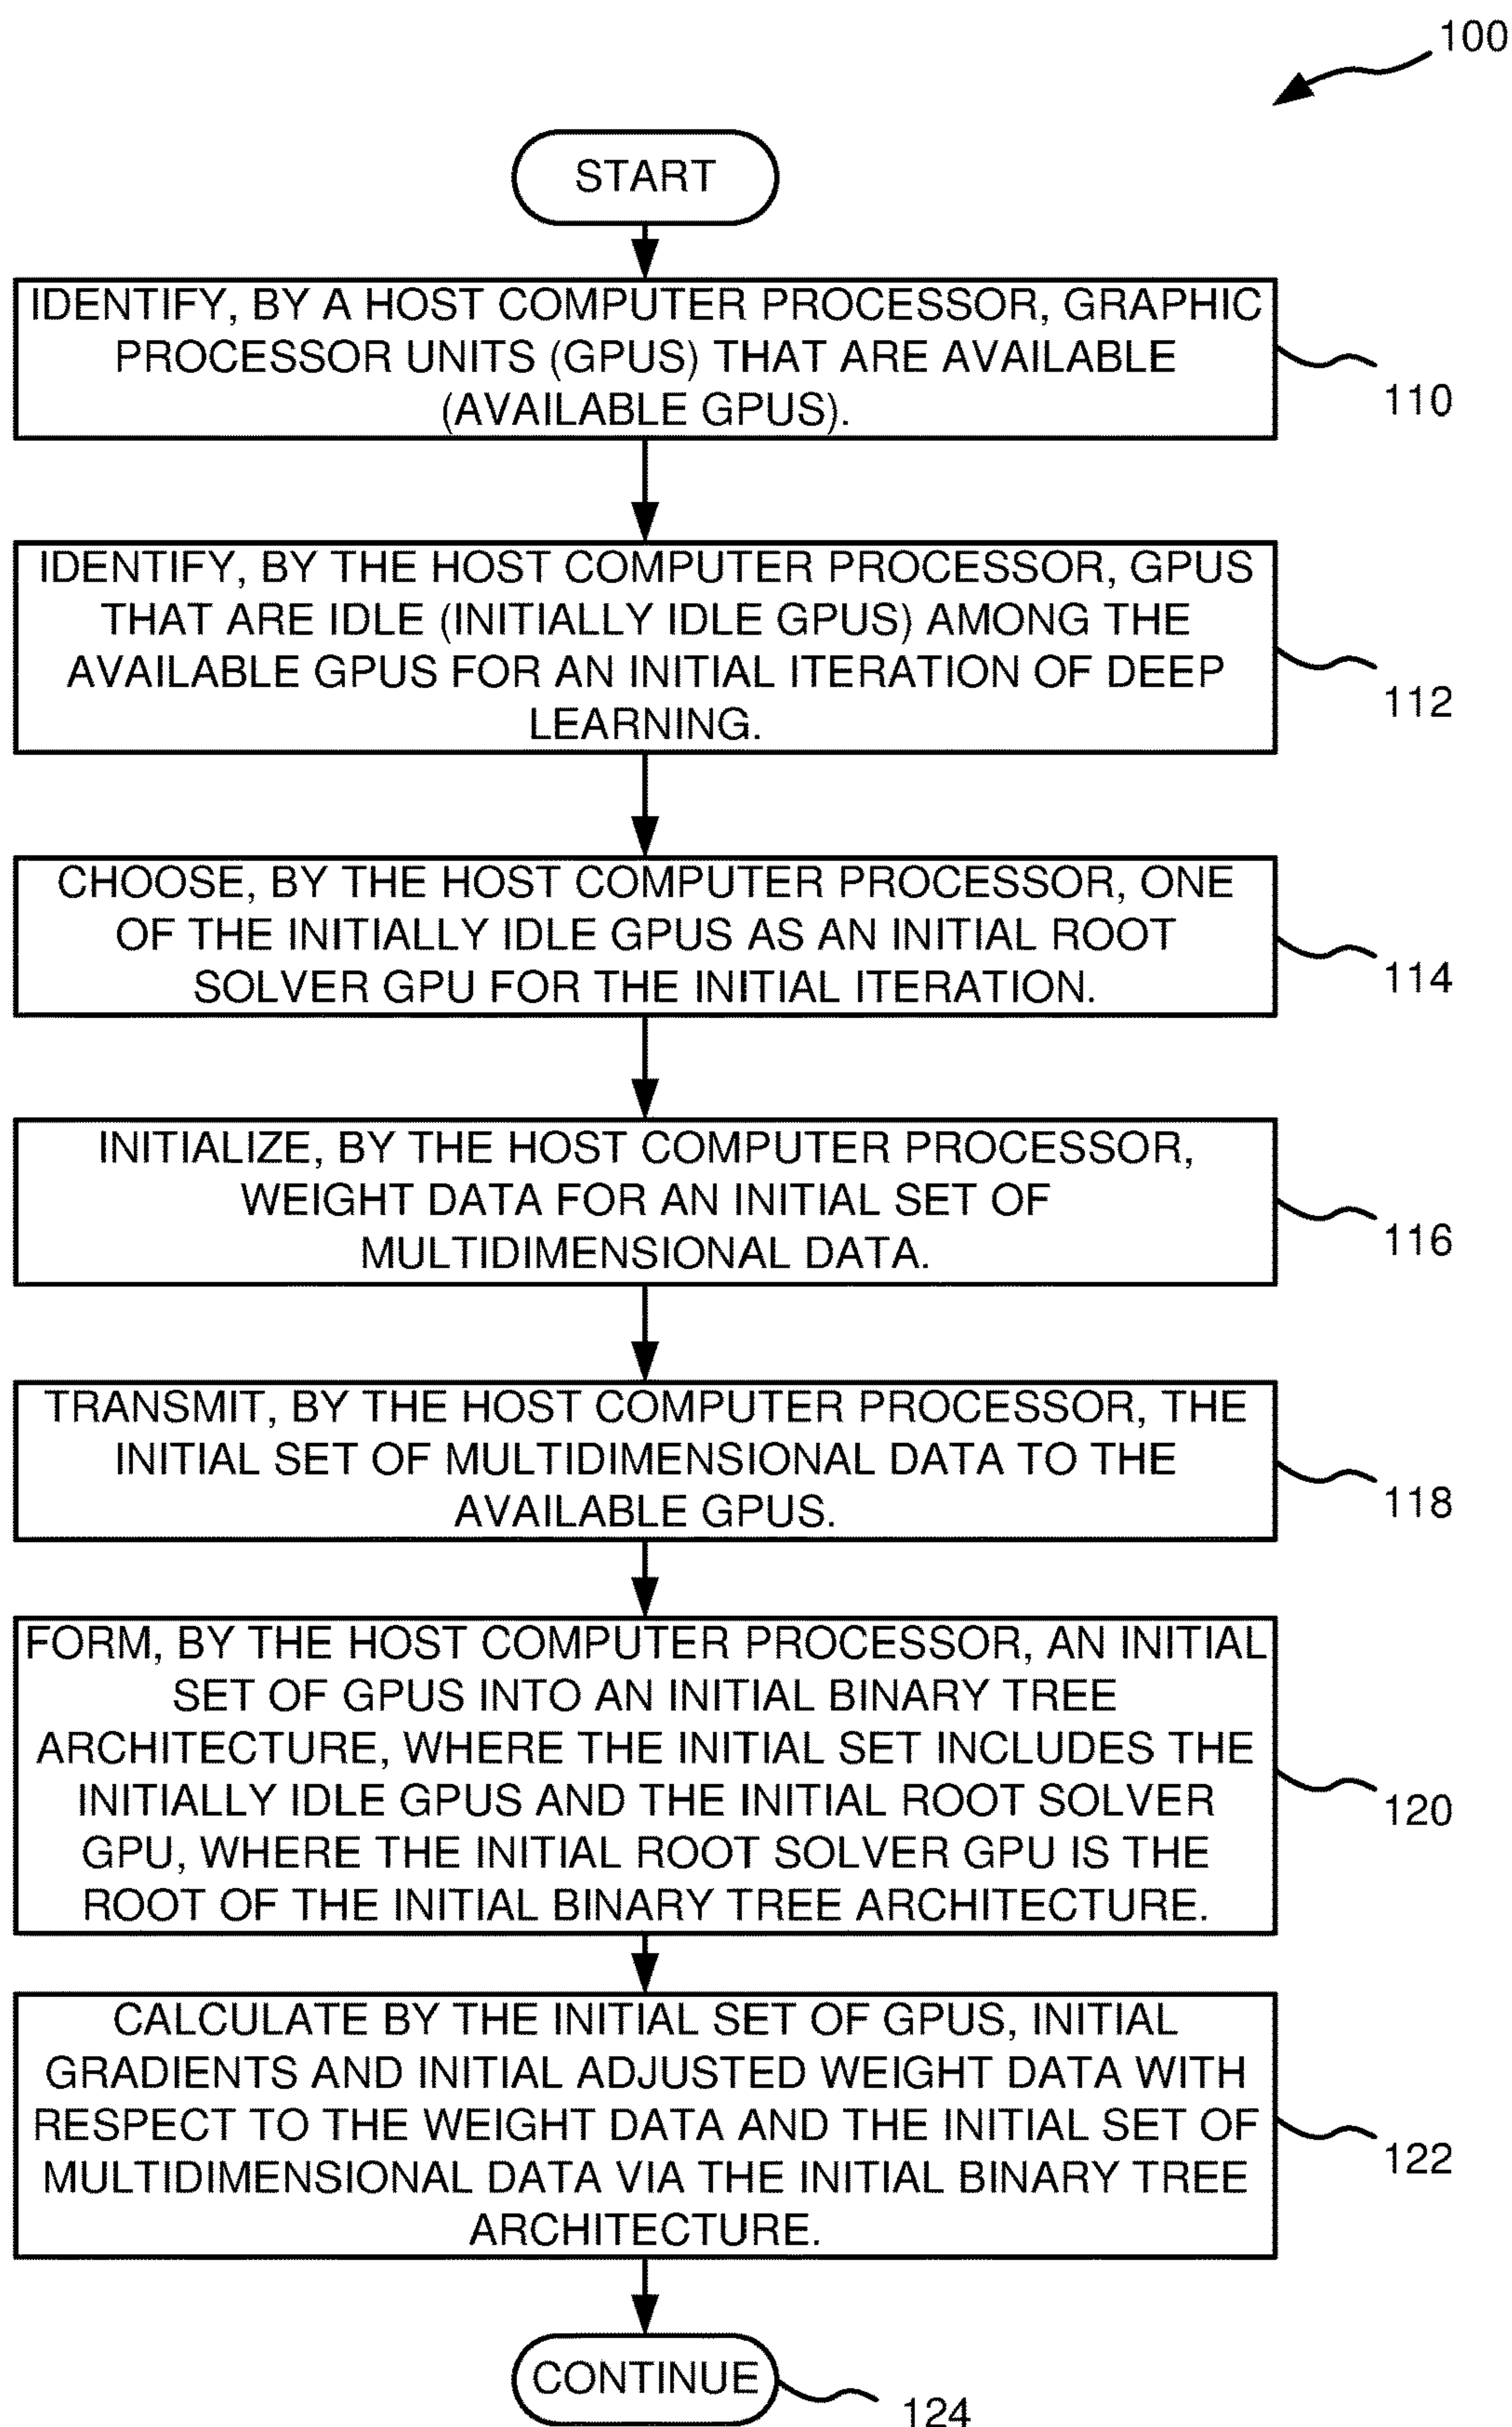 100
START
IDENTIFY, BY A HOST COMPUTER PROCESSOR, GRAPHIC
PROCESSOR UNITS (GPUS) THAT ARE AVAILABLE
(AVAILABLE GPUS).
110
IDENTIFY, BY THE HOST COMPUTER PROCESSOR, GPUS
THAT ARE IDLE (INITIALLY IDLE GPUS) AMONG THE
AVAILABLE GPUS FOR AN INITIAL ITERATION OF DEEP
LEARNING.
112
CHOOSE, BY THE HOST COMPUTER PROCESSOR, ONE
OF THE INITIALLY IDLE GPUS AS AN INITIAL ROOT
SOLVER GPU FOR THE INITIAL ITERATION.
114
INITIALIZE, BY THE HOST COMPUTER PROCESSOR,
WEIGHT DATA FOR AN INITIAL SET OF
MULTIDIMENSIONAL DATA.
116
TRANSMIT, BY THE HOST COMPUTER PROCESSOR, THE
INITIAL SET OF MULTIDIMENSIONAL DATA TO THE
AVAILABLE GPUS.
118
FORM, BY THE HOST COMPUTER PROCESSOR, AN INITIAL
SET OF GPUS INTO AN INITIAL BINARY TREE
ARCHITECTURE, WHERE THE INITIAL SET INCLUDES THE
INITIALLY IDLE GPUS AND THE INITIAL ROOT SOLVER
GPU, WHERE THE INITIAL ROOT SOLVER GPU IS THE
ROOT OF THE INITIAL BINARY TREE ARCHITECTURE.
120
CALCULATE BY THE INITIAL SET OF GPUS, INITIAL
GRADIENTS AND INITIAL ADJUSTED WEIGHT DATA WITH
RESPECT TO THE WEIGHT DATA AND THE INITIAL SET OF
MULTIDIMENSIONAL DATA VIA THE INITIAL BINARY TREE
ARCHITECTURE.
122
CONTINUE
124